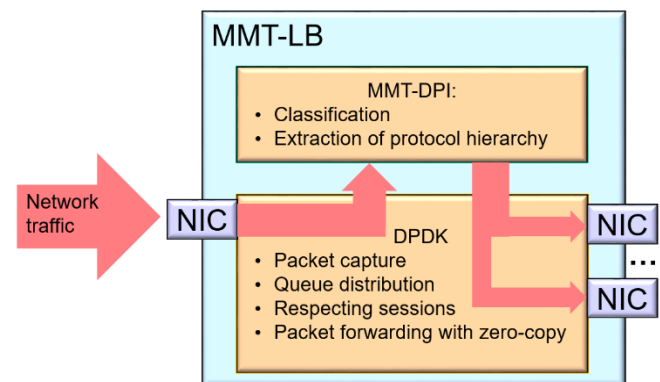 MMT-LB
MMT-DPI:
• Classification
• Extraction of protocol hierarchy
Network
traffic
NIC
DPDK
• Packet capture
• Queue distribution
• Respecting sessions
• Packet forwarding with zero-copy
NIC
...
NIC